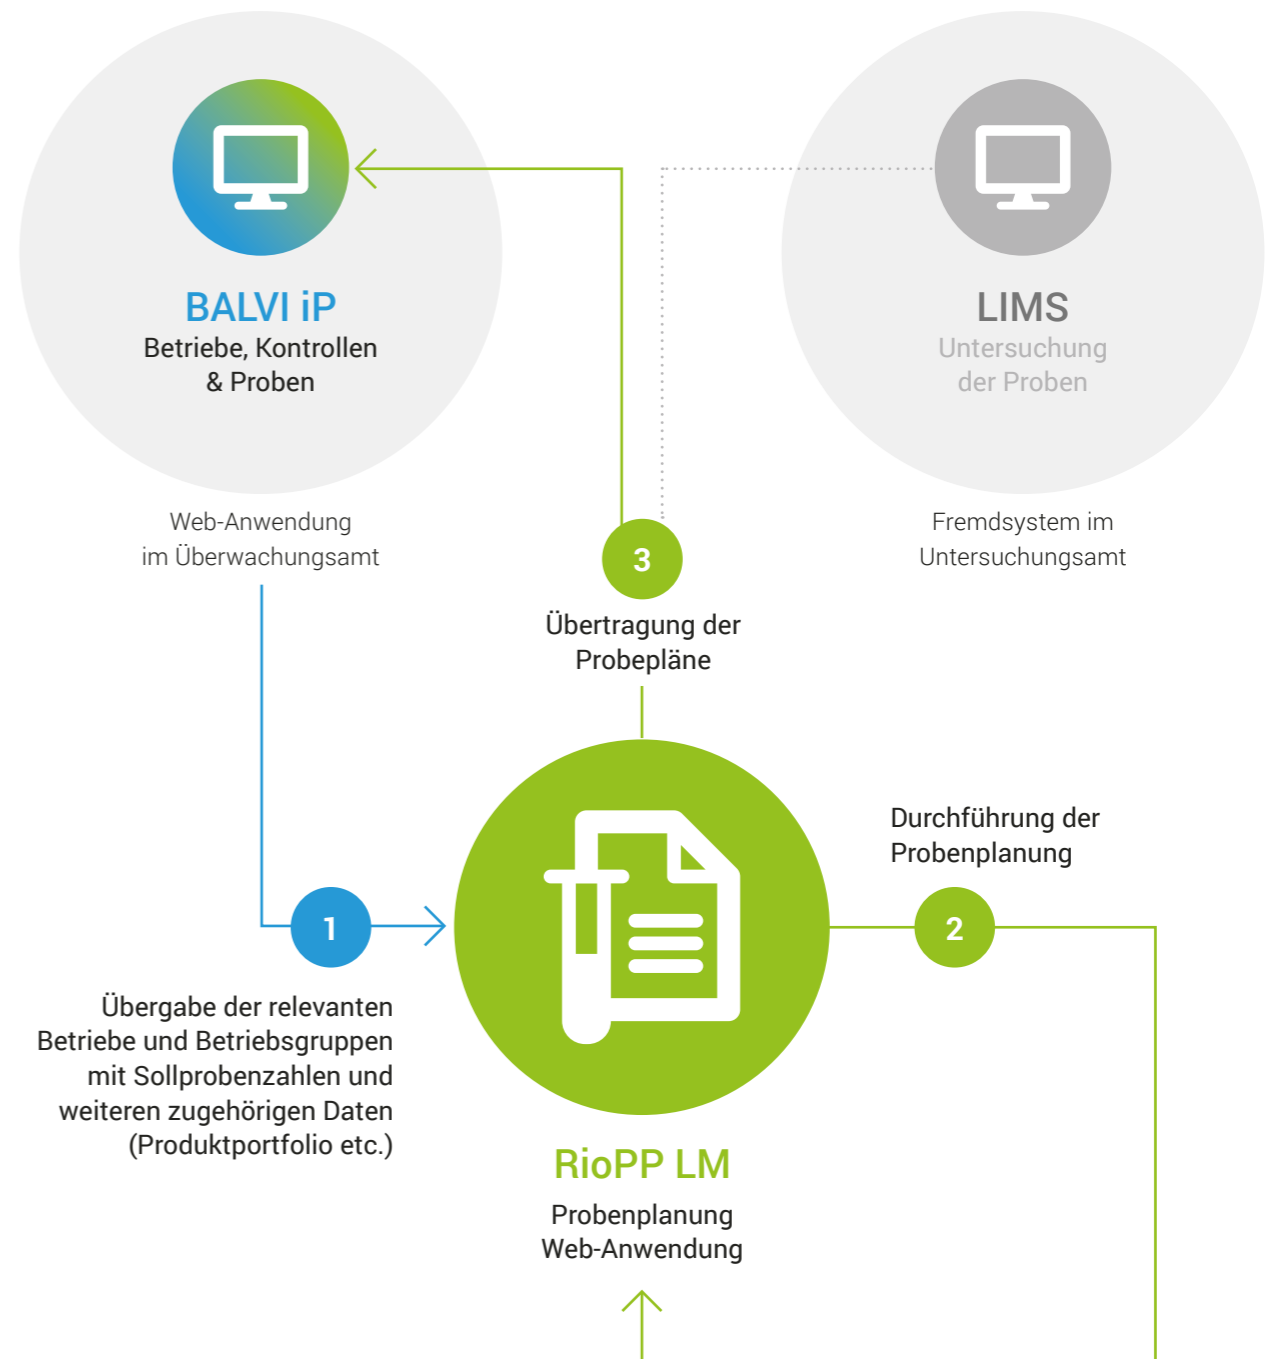 BALVI iP
Betriebe, Kontrollen
& Proben
Web-Anwendung
im Überwachungsamt
LIMS
Untersuchung
der Proben
Fremdsystem im
Untersuchungsamt
3
Übertragung der
Probepläne
Durchführung der
Probenplanung
2
1
Übergabe der relevanten
Betriebe und Betriebsgruppen
mit Sollprobenzahlen und
weiteren zugehörigen Daten
(Produktportfolio etc.)
RioPP LM
Probenplanung
Web-Anwendung